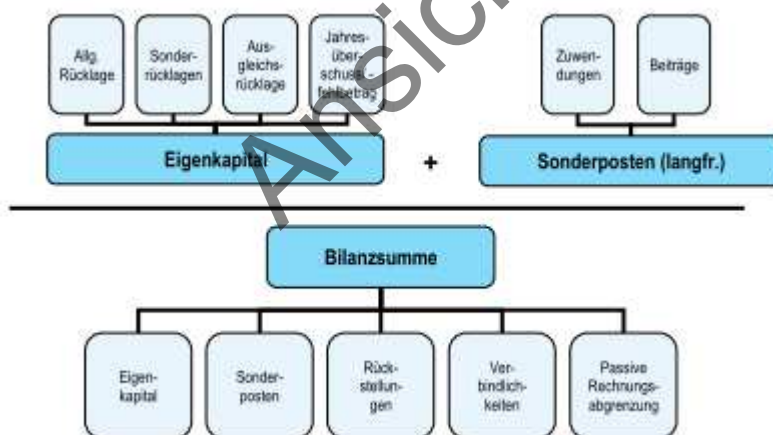 Allg.
Rücklage
Sonder-
rücklagen
Aus-
gleichs-
rücklage
Jahres-
über-
schuss/ -
fehlbetrag
Zuwen-
dungen
Beiträge
Eigenkapital
+
Sonderposten (langfr.)
Bilanzsumme
Eigen-
kapital
Sonder-
posten
Rück-
stellun-
gen
Ver-
bindlich-
keiten
Passive
Rechnungs-
abgrenzung
Ansic